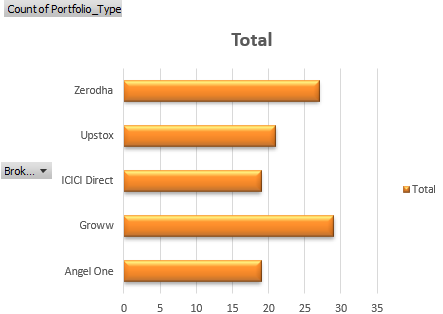 Count of Portfolio_Type
Total
Zerodha
Upstox
Brok...
ICICI Direct
Total
Groww
Angel One
0 5 10 15 20 25 30 35